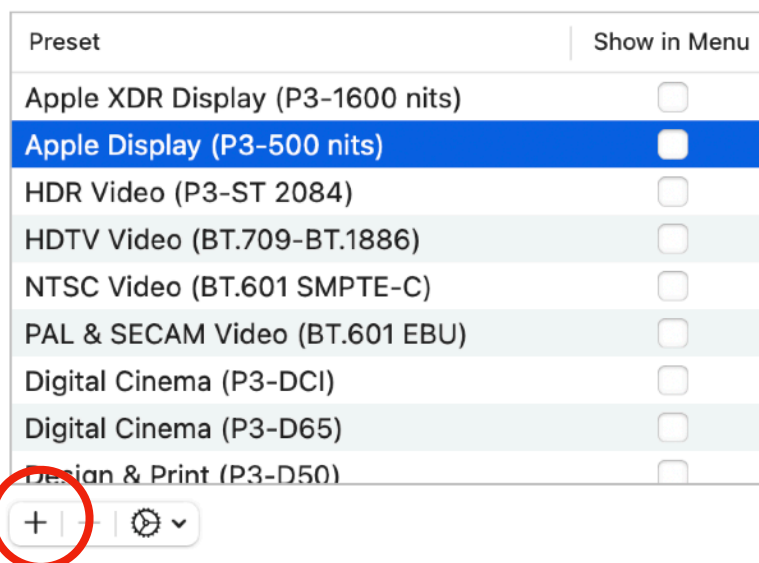 Preset Show in Menu
Apple XDR Display (P3-1600 nits)
Apple Display (P3-500 nits)
HDR Video (P3-ST 2084)
HDTV Video (BT.709-BT.1886)
NTSC Video (BT.601 SMPTE-C)
PAL & SECAM Video (BT.601 EBU)
Digital Cinema (P3-DCI)
Digital Cinema (P3-D65)
Design & Print (P3-D50)